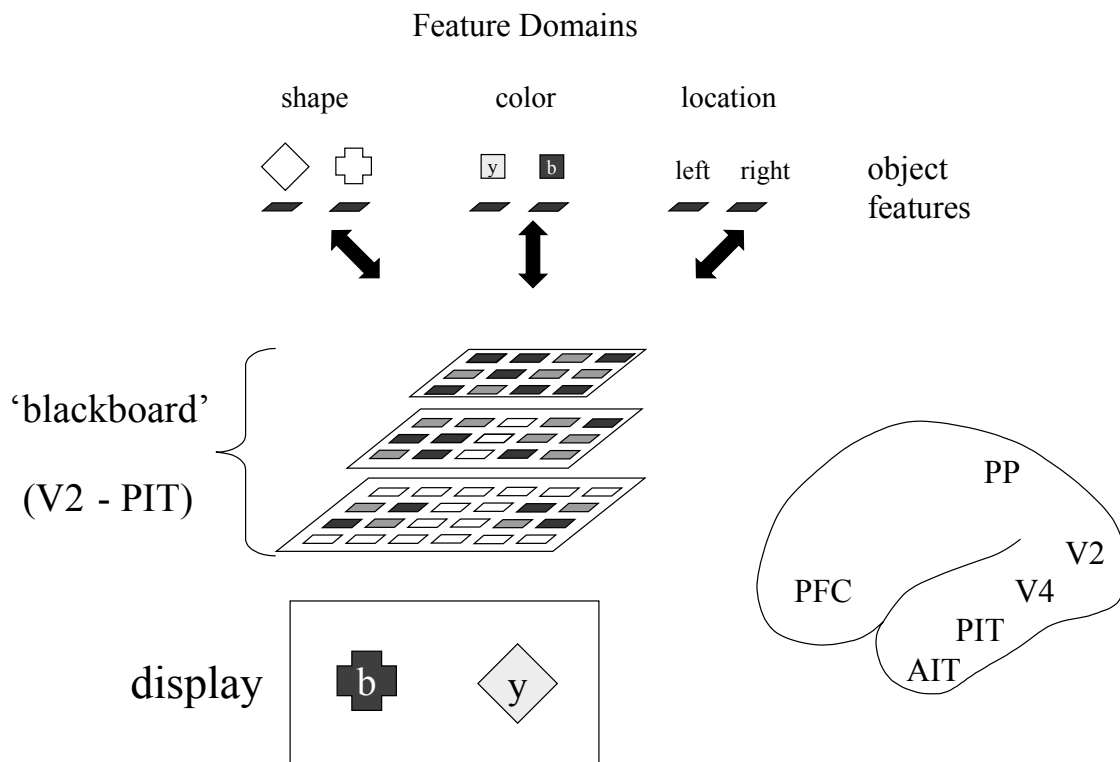 Feature Domains
shape color location
y b left right object
features
‘blackboard’
(V2 - PIT)
PP
V2
PFC V4
PIT
AIT
display b y